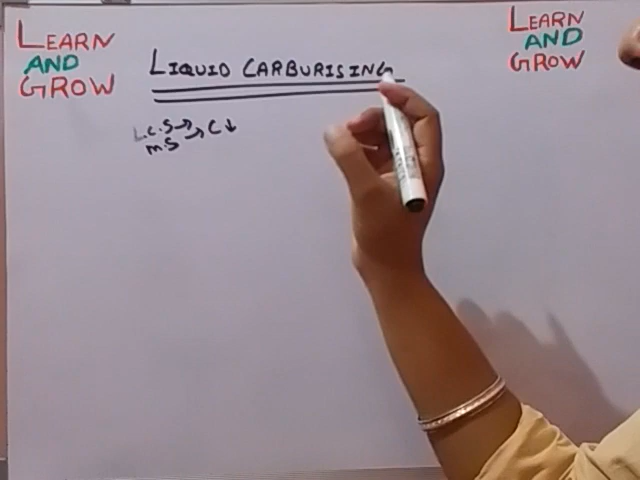 LEARN
AND
GROW
LIQUID CARBURISING
L.C.S → 
M.S → C↓
LEARN
AND
GROW